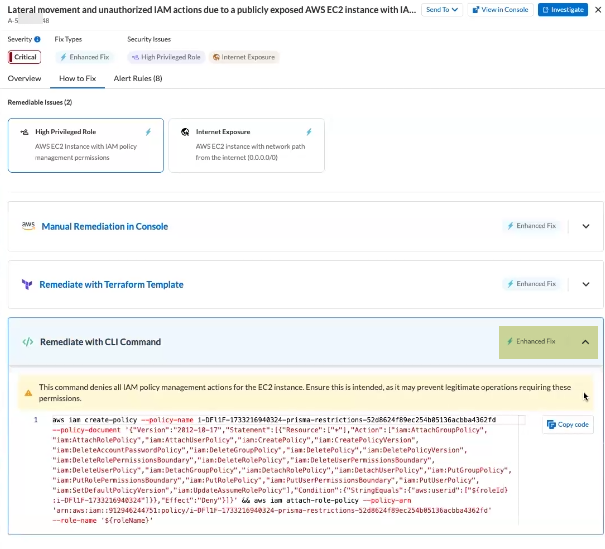 Lateral movement and unauthorized IAM actions due to a publicly exposed AWS EC2 instance with IA...
Send To
View in Console
Investigate
A-5 48
Severity
Fix Types
Security Issues
Critical
Enhanced Fix
High Privileged Role
Internet Exposure
Overview
How to Fix
Alert Rules (8)
Remediable Issues (2)
High Privileged Role
AWS EC2 Instance with IAM policy
management permissions
Internet Exposure
AWS EC2 instance with network path
from the internet (0.0.0.0/0)
aws
Manual Remediation in Console
Enhanced Fix
Remediate with Terraform Template
Enhanced Fix
Remediate with CLI Command
Enhanced Fix
This command denies all IAM policy management actions for the EC2 instance. Ensure this is intended, as it may prevent legitimate operations requiring these
permissions.
Copy code
1 aws iam create-policy --policy-name i-DFl1F-1733216940324-prisma-restrictions-52d8624f89ec254b05136acbba4362fd
--policy-document '{"Version":"2012-10-17","Statement":[{"Resource":["*"],"Action":["iam:AttachGroupPolicy",
"iam:AttachRolePolicy","iam:AttachUserPolicy","iam:CreatePolicy","iam:CreatePolicyVersion",
"iam:DeleteAccountPasswordPolicy","iam:DeleteGroupPolicy","iam:DeletePolicy","iam:DeletePolicyVersion",
"iam:DeleteRolePermissionsBoundary","iam:DeleteRolePolicy","iam:DeleteUserPermissionsBoundary",
"iam:DeleteUserPolicy","iam:DetachGroupPolicy","iam:DetachRolePolicy","iam:DetachUserPolicy","iam:PutGroupPolicy",
"iam:PutRolePermissionsBoundary","iam:PutRolePolicy","iam:PutUserPermissionsBoundary","iam:PutUserPolicy",
"iam:SetDefaultPolicyVersion","iam:UpdateAssumeRolePolicy"],"Condition":{"StringEquals":{"aws:userid":["${roleId}
:i-DFl1F-1733216940324"]}},"Effect":"Deny"}]}' && aws iam attach-role-policy --policy-arn
'arn:aws:iam::912946244751:policy/i-DFl1F-1733216940324-prisma-restrictions-52d8624f89ec254b05136acbba4362fd'
--role-name '${roleName}'